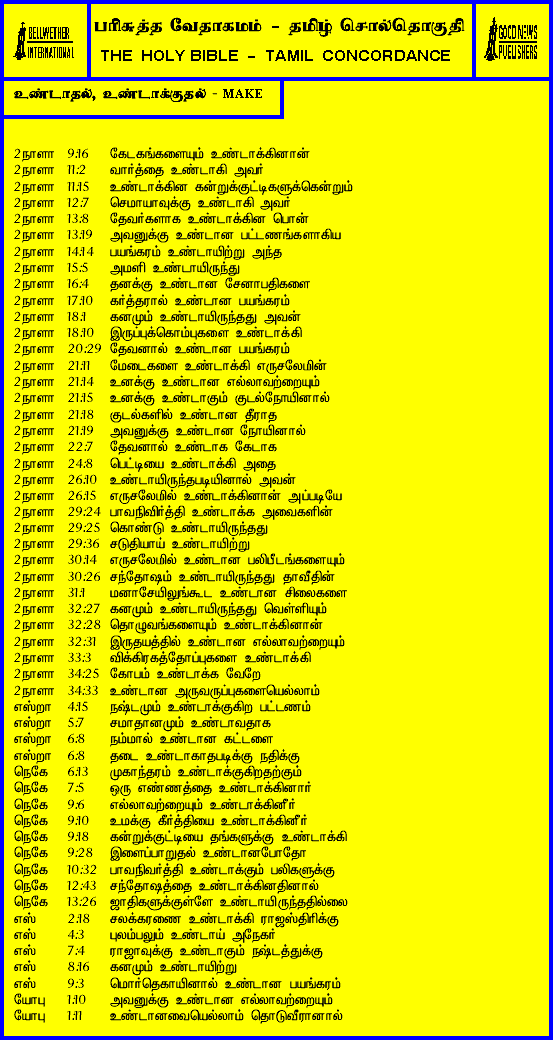 BELLWETHER
INTERNATIONAL
பரிசுத்த வேதாகமம் - தமிழ் சொல்தொகுதி
THE HOLY BIBLE - TAMIL CONCORDANCE
GOOD NEWS
PUBLISHERS
உண்டாதல், உண்டாக்குதல் - MAKE
2நாளா 9:16 கேடகங்களையும் உண்டாக்கினான்
2நாளா 11:2 வார்த்தை உண்டாகி அவர்
2நாளா 11:15 உண்டாக்கின கன்றுக்குட்டிகளுக்கென்றும்
2நாளா 12:7 செமாயாவுக்கு உண்டாகி அவர்
2நாளா 13:8 தேவர்களாக உண்டாக்கின பொன்
2நாளா 13:19 அவனுக்கு உண்டான பட்டணங்களாகிய
2நாளா 14:14 பயங்கரம் உண்டாயிற்று அந்த
2நாளா 15:5 அமளி உண்டாயிருந்து
2நாளா 16:4 தனக்கு உண்டான சேனாபதிகளை
2நாளா 17:10 கர்த்தரால் உண்டான பயங்கரம்
2நாளா 18:1 கனமும் உண்டாயிருந்தது அவன்
2நாளா 18:10 இருப்புக்கொம்புகளை உண்டாக்கி
2நாளா 20:29 தேவனால் உண்டான பயங்கரம்
2நாளா 21:11 மேடைகளை உண்டாக்கி எருசலேமின்
2நாளா 21:14 உனக்கு உண்டான எல்லாவற்றையும்
2நாளா 21:15 உனக்கு உண்டாகும் குடல்நோயினால்
2நாளா 21:18 குடல்களில் உண்டான தீராத
2நாளா 21:19 அவனுக்கு உண்டான நோயினால்
2நாளா 22:7 தேவனால் உண்டாக கேடாக
2நாளா 24:8 பெட்டியை உண்டாக்கி அதை
2நாளா 26:10 உண்டாயிருந்தபடியினால் அவன்
2நாளா 26:15 எருசலேமில் உண்டாக்கினான் அப்படியே
2நாளா 29:24 பாவநிவிர்த்தி உண்டாக்க அவைகளின்
2நாளா 29:25 கொண்டு உண்டாயிருந்தது
2நாளா 29:36 சடுதியாய் உண்டாயிற்று
2நாளா 30:14 எருசலேமில் உண்டான பலிபீடங்களையும்
2நாளா 30:26 சந்தோஷம் உண்டாயிருந்தது தாவீதின்
2நாளா 31:1 மனாசேயிலுங்கூட உண்டான சிலைகளை
2நாளா 32:27 கனமும் உண்டாயிருந்தது வெள்ளியும்
2நாளா 32:28 தொழுவங்களையும் உண்டாக்கினான்
2நாளா 32:31 இருதயத்தில் உண்டான எல்லாவற்றையும்
2நாளா 33:3 விக்கிரகத்தோப்புகளை உண்டாக்கி
2நாளா 34:25 கோபம் உண்டாக்க வேறே
2நாளா 34:33 உண்டான அருவருப்புகளையெல்லாம்
எஸ்றா 4:15 நஷ்டமும் உண்டாக்குகிற பட்டணம்
எஸ்றா 5:7 சமாதானமும் உண்டாவதாக
எஸ்றா 6:8 நம்மால் உண்டான கட்டளை
எஸ்றா 6:8 தடை உண்டாகாதபடிக்கு நதிக்கு
நெகே 6:13 முகாந்தரம் உண்டாக்குகிறதற்கும்
நெகே 7:5 ஒரு எண்ணத்தை உண்டாக்கினார்
நெகே 9:6 எல்லாவற்றையும் உண்டாக்கினீர்
நெகே 9:10 உமக்கு கீர்த்தியை உண்டாக்கினீர்
நெகே 9:18 கன்றுக்குட்டியை தங்களுக்கு உண்டாக்கி
நெகே 9:28 இளைப்பாறுதல் உண்டானபோதோ
நெகே 10:32 பாவநிவர்த்தி உண்டாக்கும் பலிகளுக்கு
நெகே 12:43 சந்தோஷத்தை உண்டாக்கினதினால்
நெகே 13:26 ஜாதிகளுக்குள்ளே உண்டாயிருந்ததில்லை
எஸ் 2:18 சலக்கரணை உண்டாக்கி ராஜஸ்திரிக்கு
எஸ் 4:3 புலம்பலும் உண்டாய் அநேகர்
எஸ் 7:4 ராஜாவுக்கு உண்டாகும் நஷ்டத்துக்கு
எஸ் 8:16 கனமும் உண்டாயிற்று
எஸ் 9:3 மொர்தெகாயினால் உண்டான பயங்கரம்
யோபு 1:10 அவனுக்கு உண்டான எல்லாவற்றையும்
யோபு 1:11 உண்டானவையெல்லாம் தொடுவீரானால்